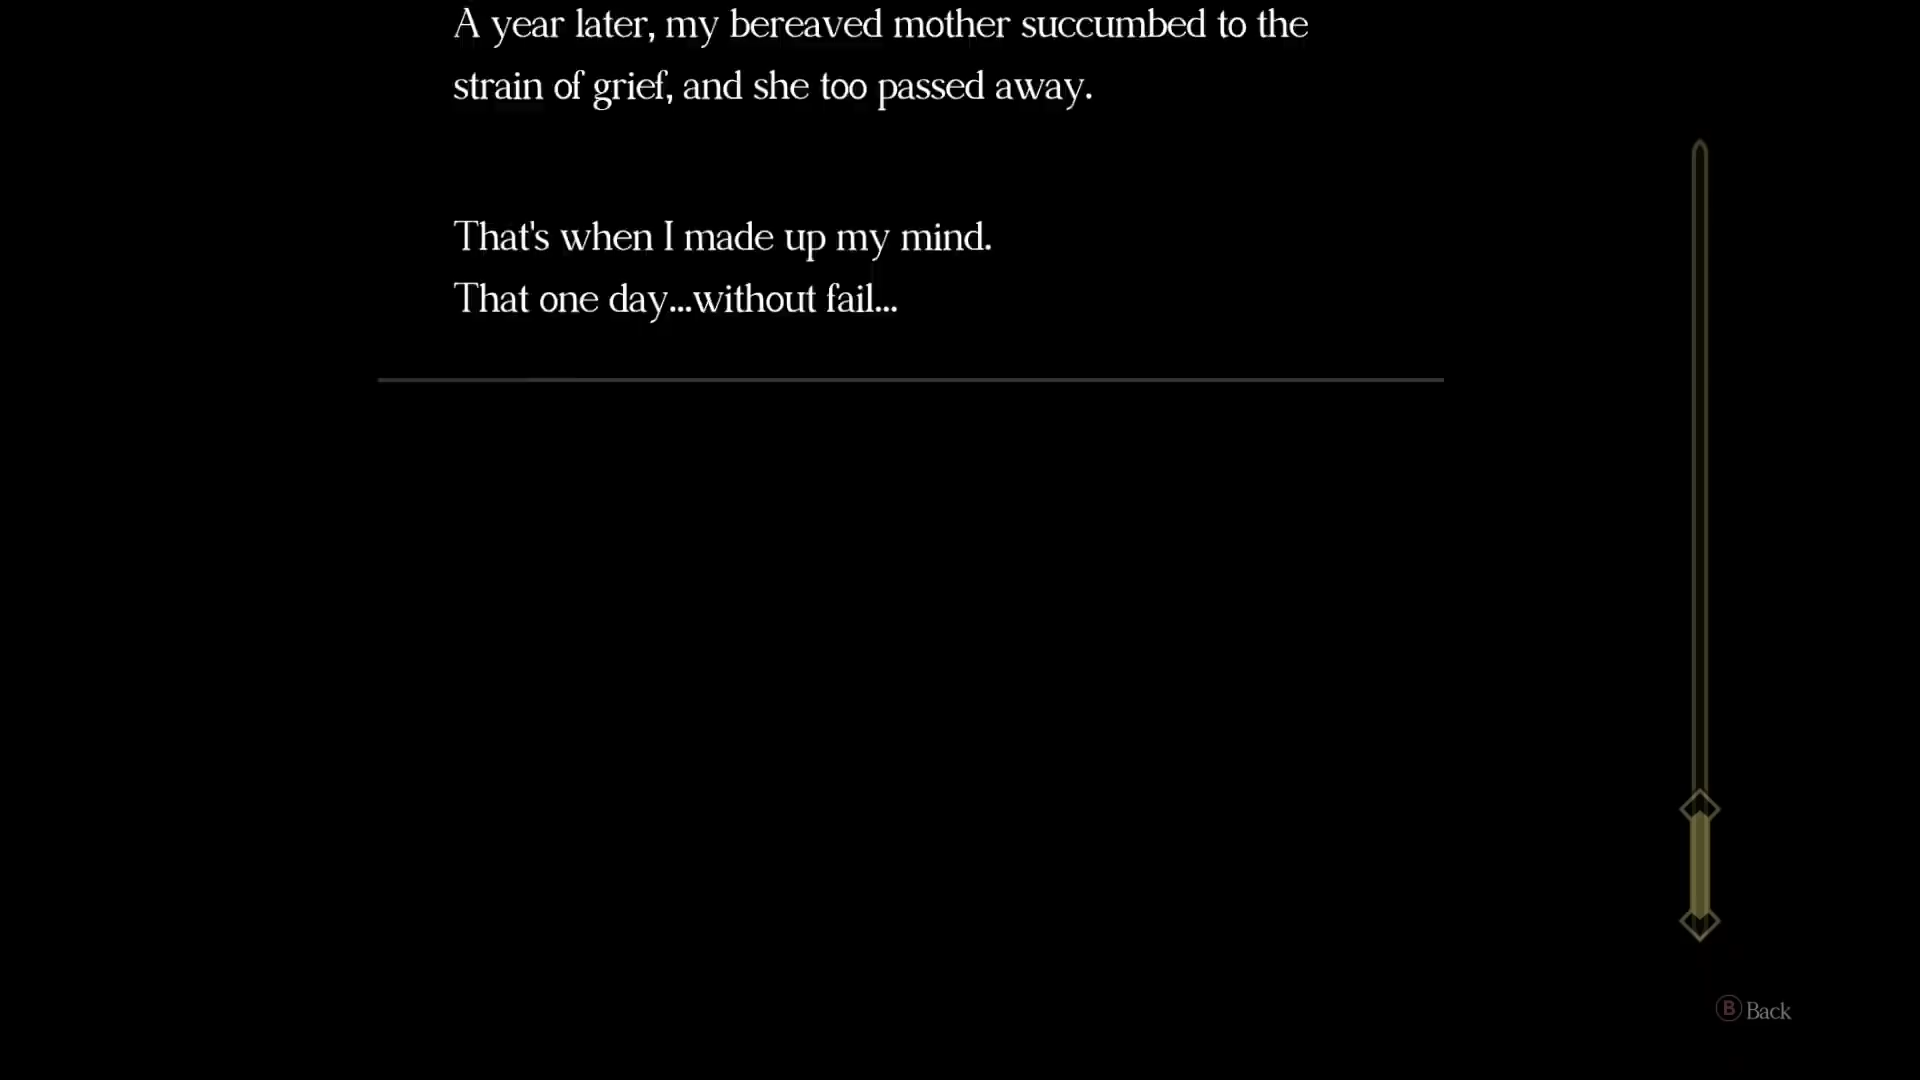 A year later, my bereaved mother succumbed to the
strain of grief, and she too passed away.
That's when I made up my mind.
That one day...without fail...
B Back